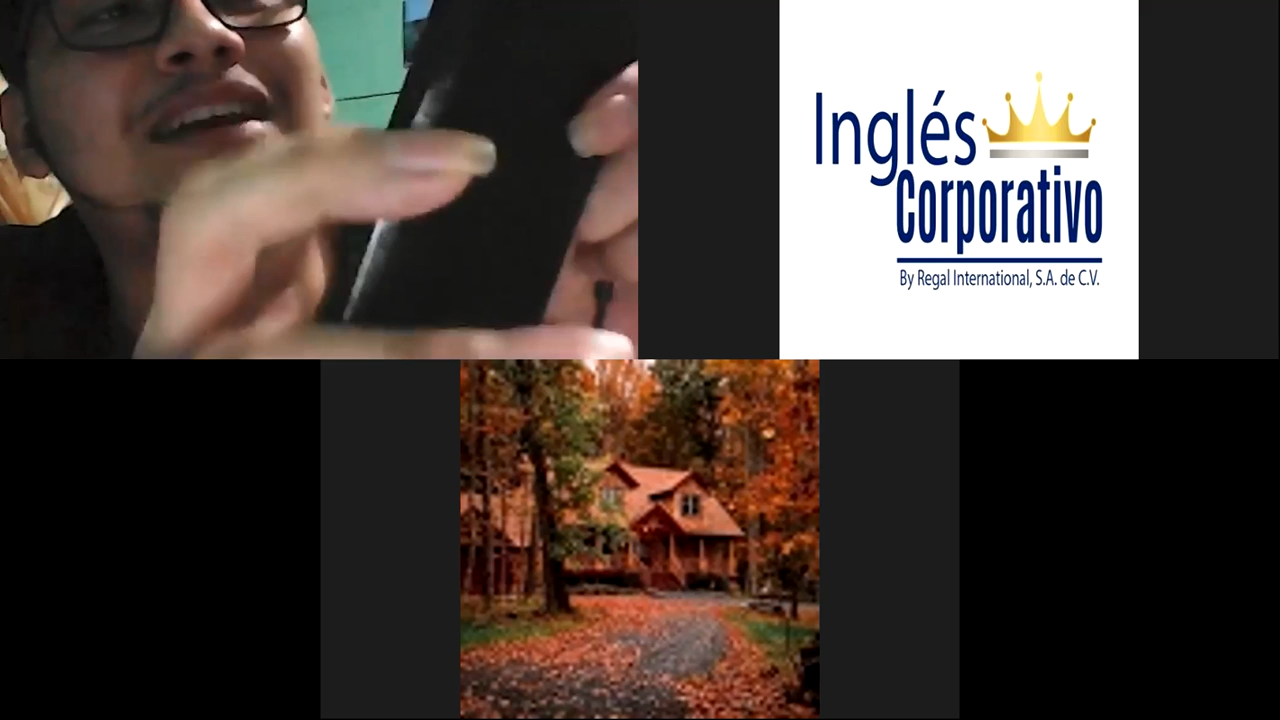 Inglés
Corporativo
By Regal International, S.A. de C.V.